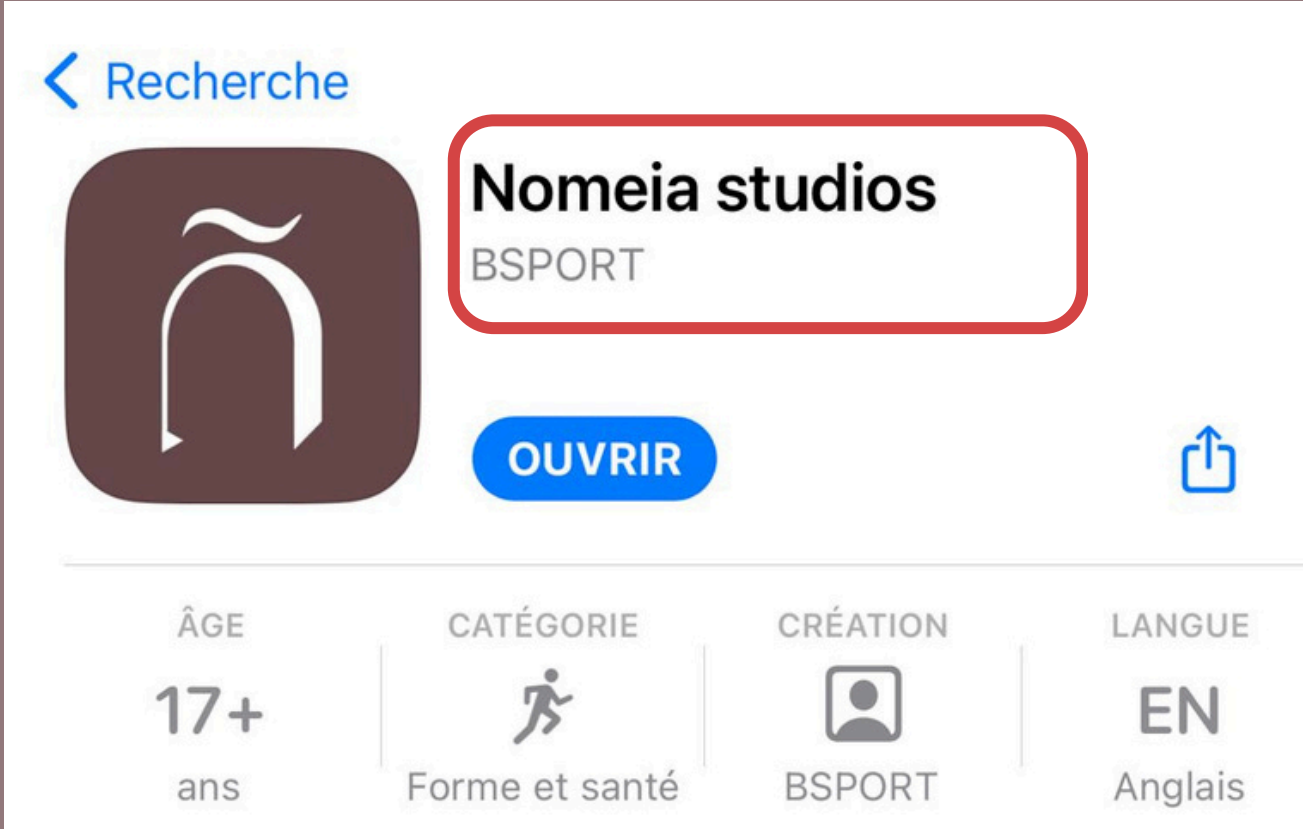 Recherche
ñ
Nomeia studios
BSPORT
OUVRIR
ÂGE
CATÉGORIE
CRÉATION
LANGUE
17+
EN
ans
Forme et santé
BSPORT
Anglais